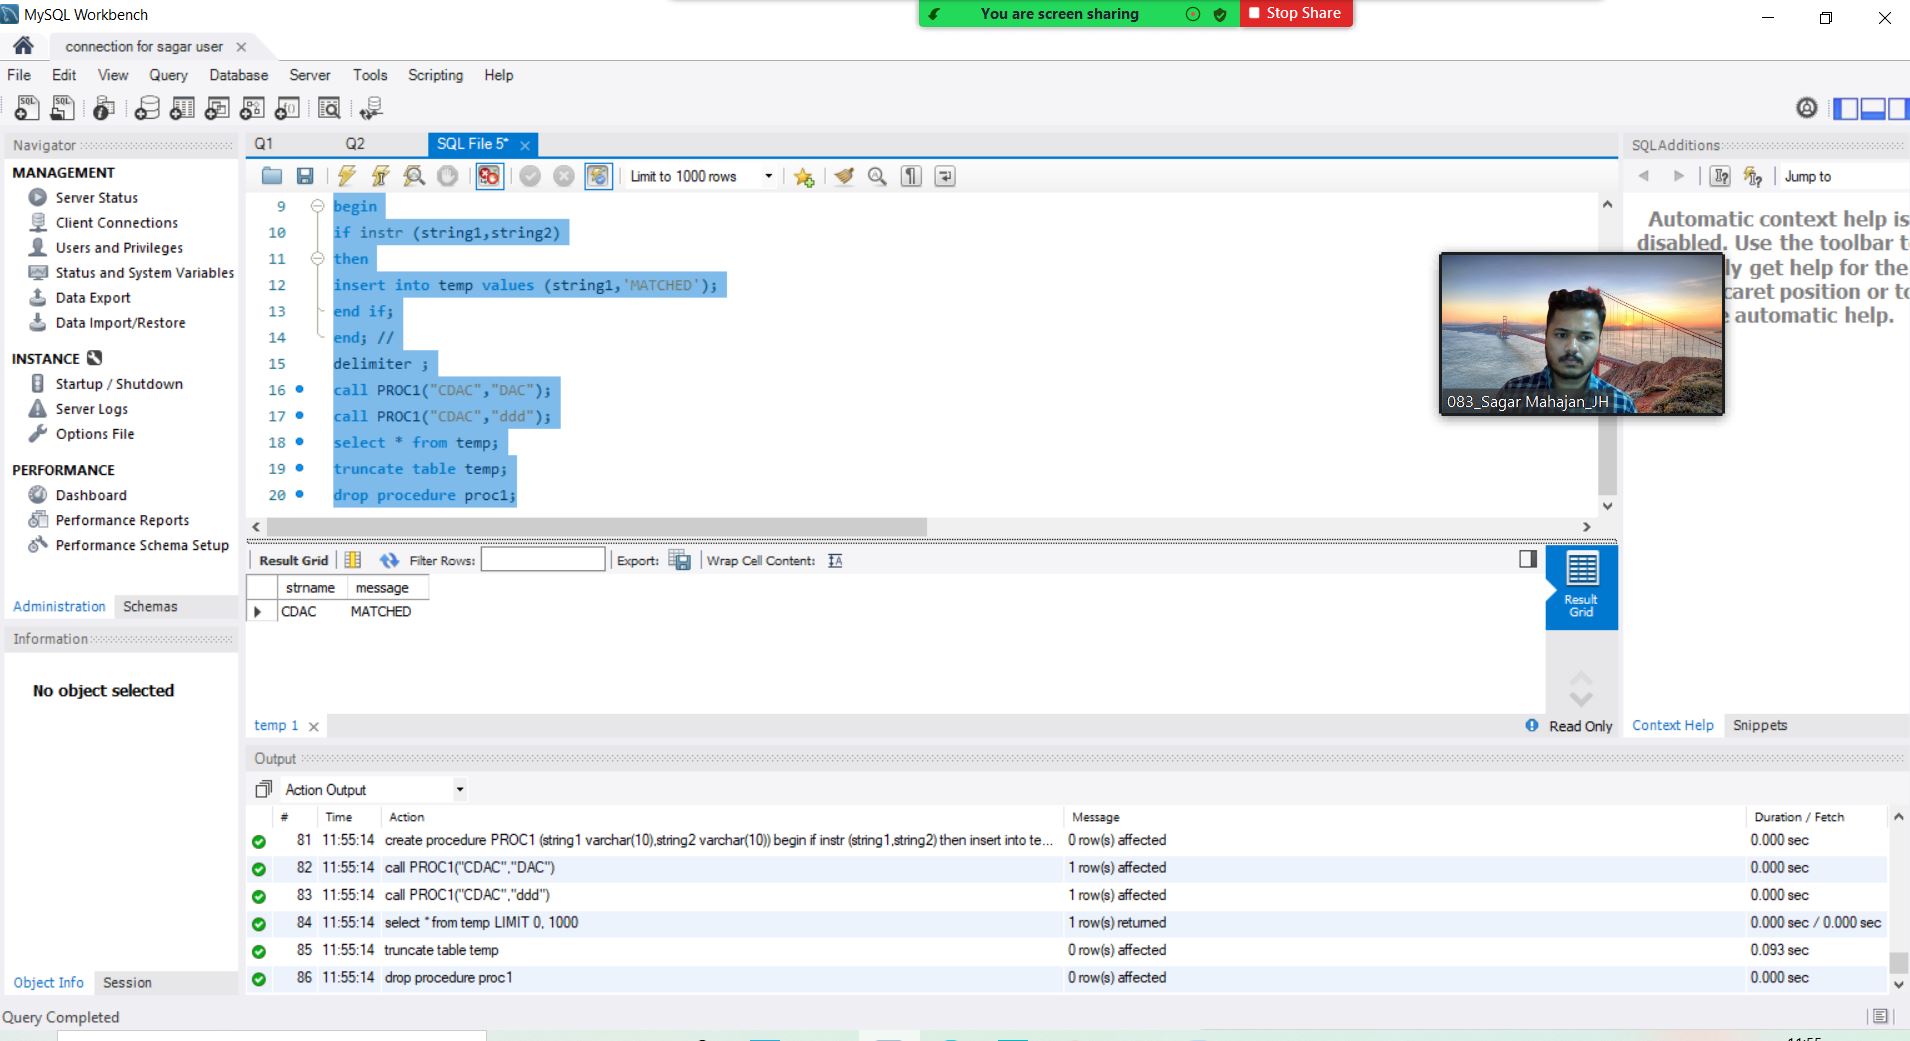 MySQL Workbench
You are screen sharing
Stop Share
connection for sagar user
File Edit View Query Database Server Tools Scripting Help
Navigator
MANAGEMENT
Server Status
Client Connections
Users and Privileges
Status and System Variables
Data Export
Data Import/Restore
INSTANCE
Startup / Shutdown
Server Logs
Options File
PERFORMANCE
Dashboard
Performance Reports
Performance Schema Setup
Administration Schemas
Information
No object selected
Object Info Session
Query Completed
Q1 Q2 SQL File 5*
Limit to 1000 rows
9 begin
10 if instr (string1,string2)
11 then
12 insert into temp values (string1,'MATCHED');
13 end if;
14 end; //
15 delimiter ;
16 call PROC1("CDAC","DAC");
17 call PROC1("CDAC","ddd");
18 select * from temp;
19 truncate table temp;
20 drop procedure proc1;
Result Grid Filter Rows: Export: Wrap Cell Content:
strname message
CDAC MATCHED
Result
Grid
temp 1
Read Only
SQLAdditions
Jump to
Automatic context help is
disabled. Use the toolbar t
ly get help for the
caret position or to
automatic help.
083_Sagar Mahajan_JH
Context Help Snippets
Output
Action Output
# Time Action Message Duration / Fetch
81 11:55:14 create procedure PROC1 (string1 varchar(10),string2 varchar(10)) begin if instr (string1,string2) then insert into te... 0 row(s) affected 0.000 sec
82 11:55:14 call PROC1("CDAC","DAC") 1 row(s) affected 0.000 sec
83 11:55:14 call PROC1("CDAC","ddd") 1 row(s) affected 0.000 sec
84 11:55:14 select * from temp LIMIT 0, 1000 1 row(s) returned 0.000 sec / 0.000 sec
85 11:55:14 truncate table temp 0 row(s) affected 0.093 sec
86 11:55:14 drop procedure proc1 0 row(s) affected 0.000 sec